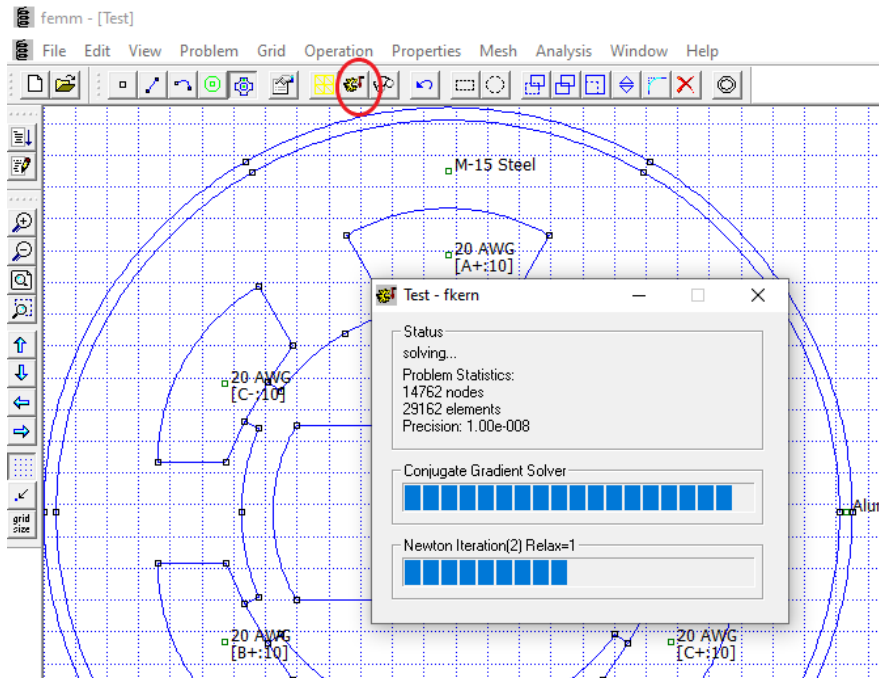 femm - [Test]
File Edit View Problem Grid Operation Properties Mesh Analysis Window Help
M-15 Steel
20 AWG
[A+:10]
Test - fkern
Status
solving...
Problem Statistics:
14762 nodes
29162 elements
Precision: 1.00e-008
20 AWG
[C-:10]
Conjugate Gradient Solver
grid
size
Alur
Newton Iteration(2) Relax=1
20 AWG
[B+:10]
20 AWG
[C+:10]